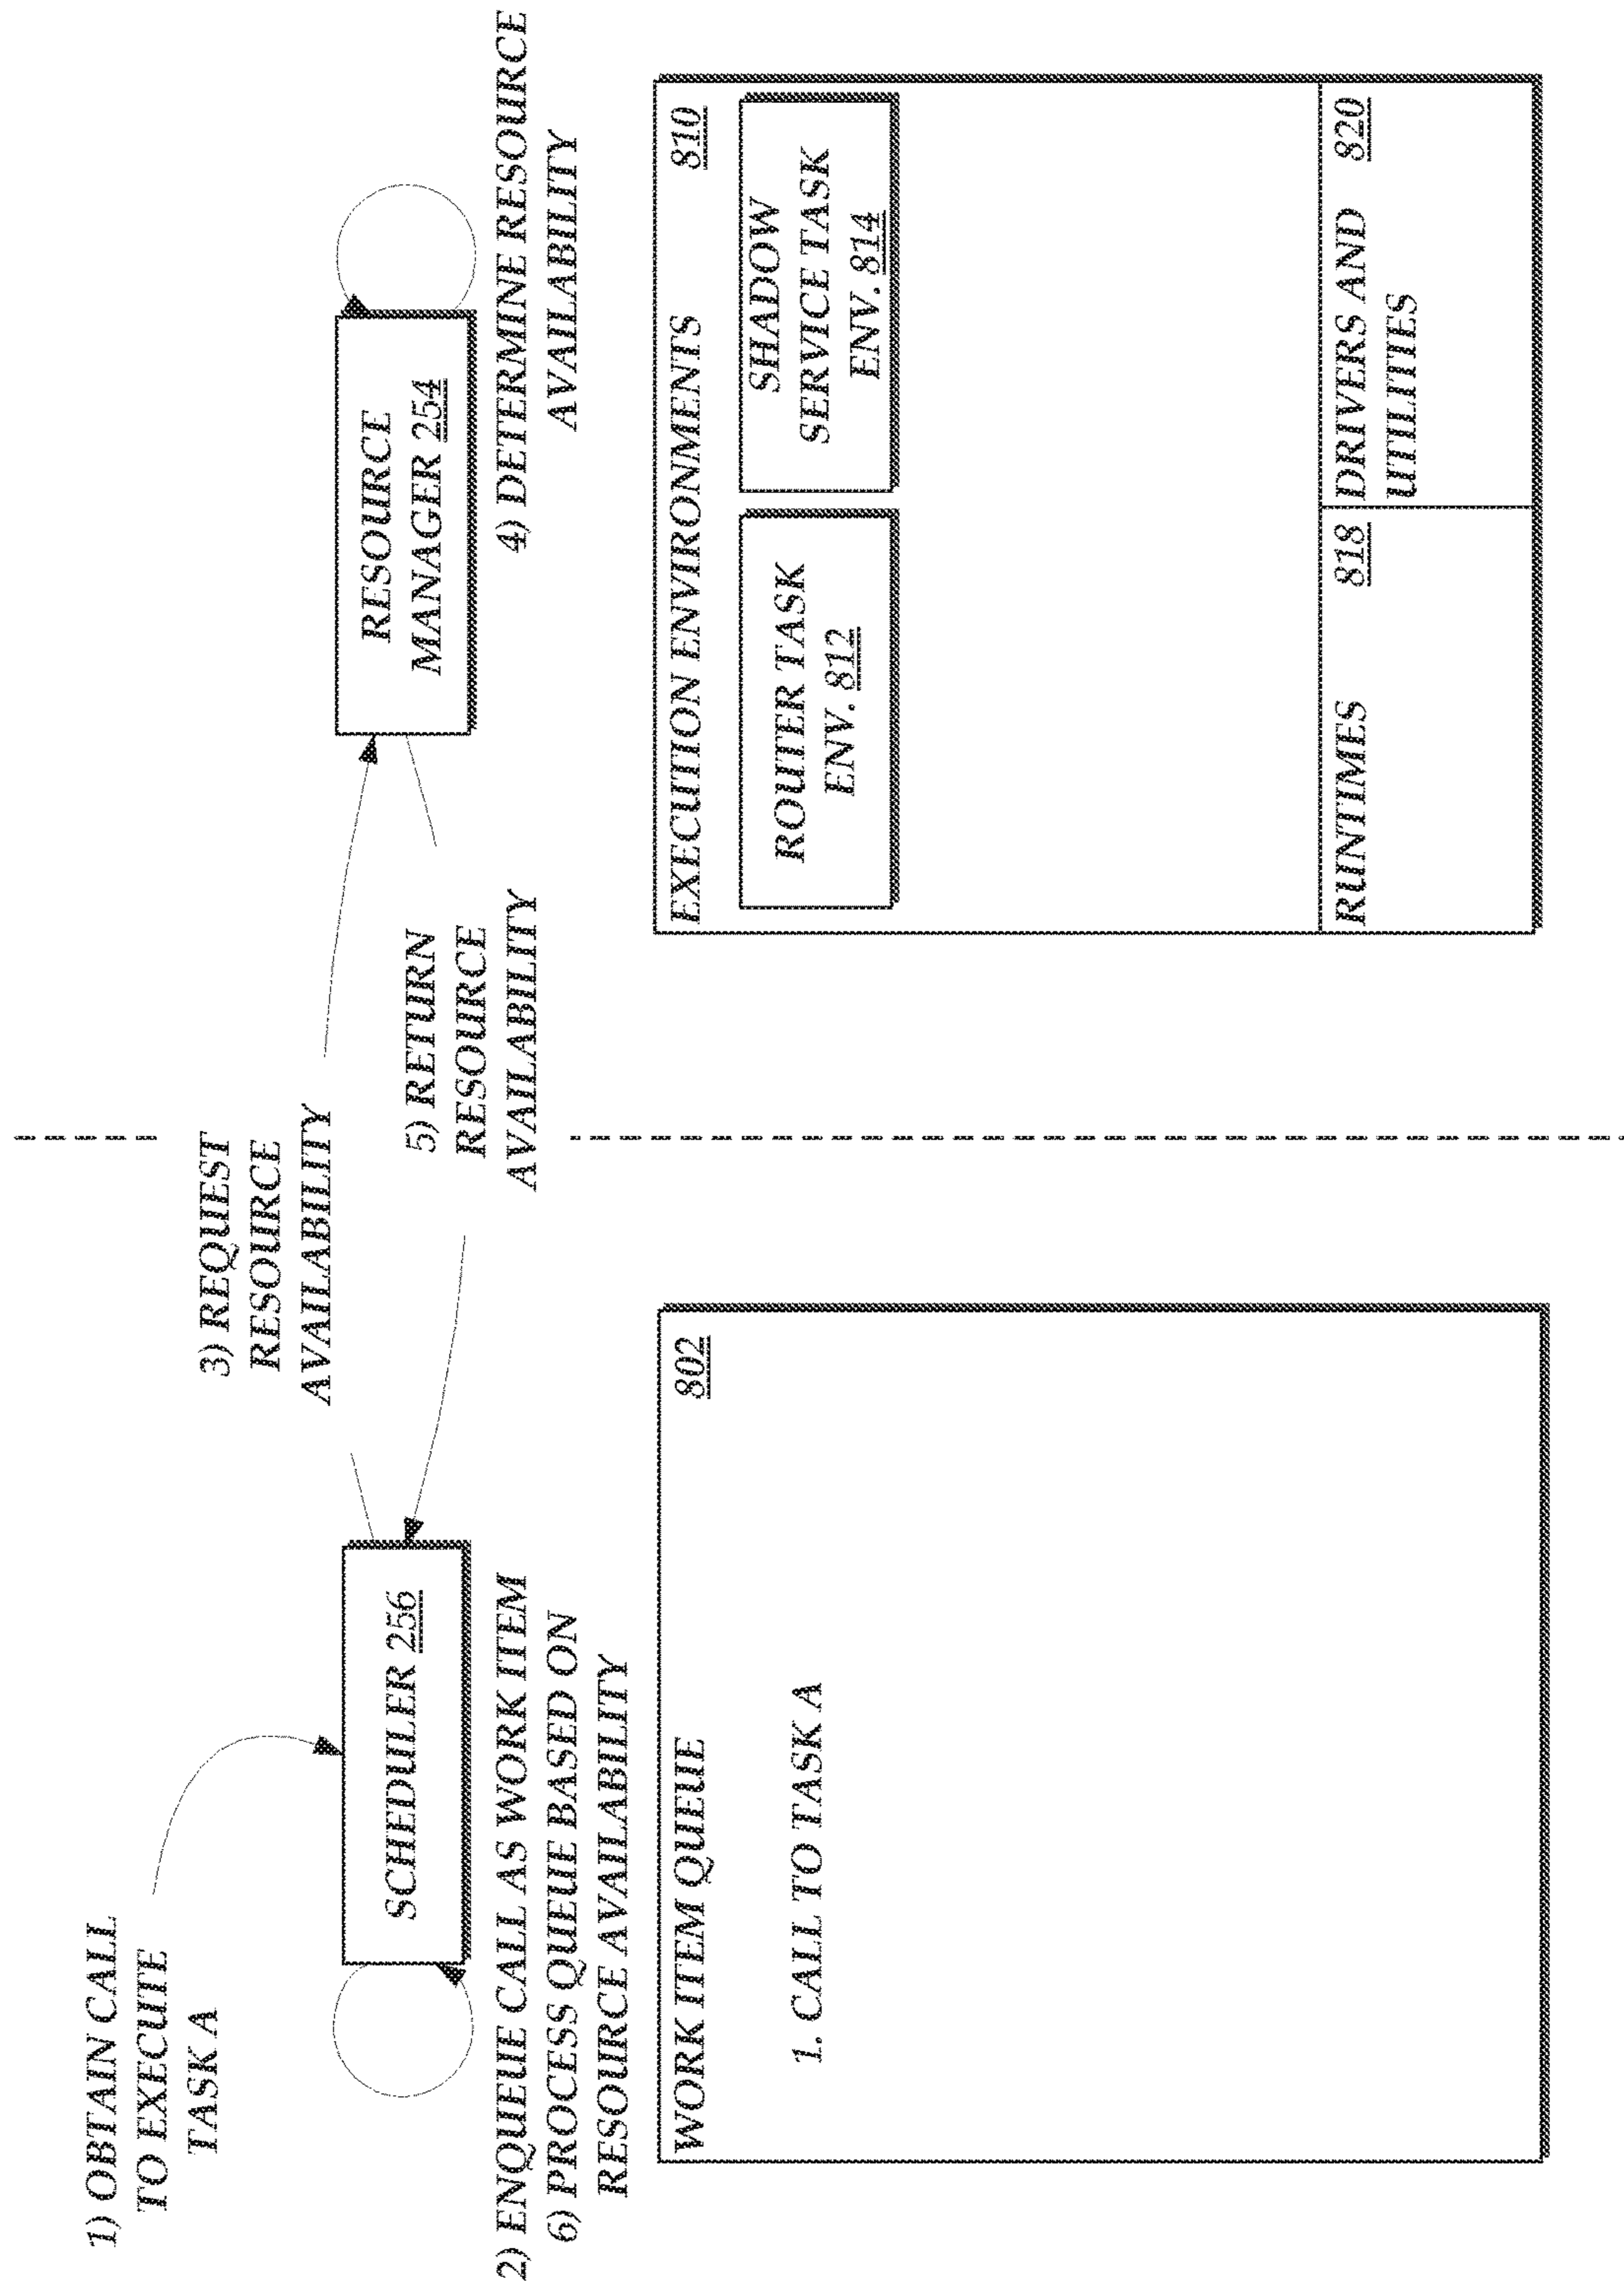 1) OBTAIN CALL
TO EXECUTE
TASK A
3) REQUEST
RESOURCE
AVAILABILITY
SCHEDULER 256
RESOURCE
MANAGER 254
5) RETURN
RESOURCE
AVAILABILITY
2) ENQUEUE CALL AS WORK ITEM
6) PROCESS QUEUE BASED ON
RESOURCE AVAILABILITY
4) DETERMINE RESOURCE
AVAILABILITY
WORK ITEM QUEUE 802
1. CALL TO TASK A
EXECUTION ENVIRONMENTS 810
ROUTER TASK
ENV. 812
SHADOW
SERVICE TASK
ENV. 814
RUNTIMES 818
DRIVERS AND 820
UTILITIES